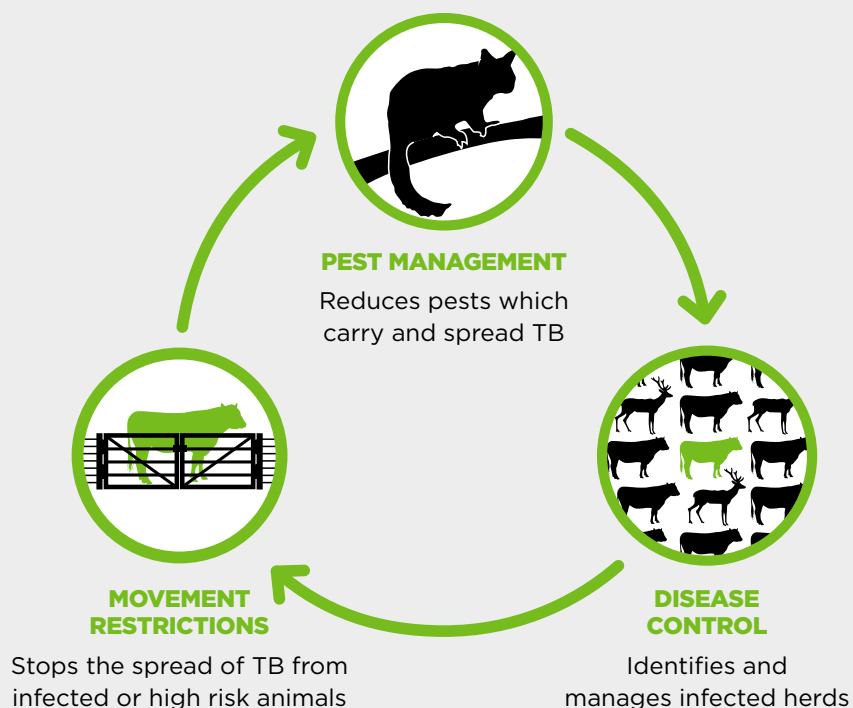 PEST MANAGEMENT
Reduces pests which
carry and spread TB
MOVEMENT
RESTRICTIONS
Stops the spread of TB from
infected or high risk animals
DISEASE
CONTROL
Identifies and
manages infected herds